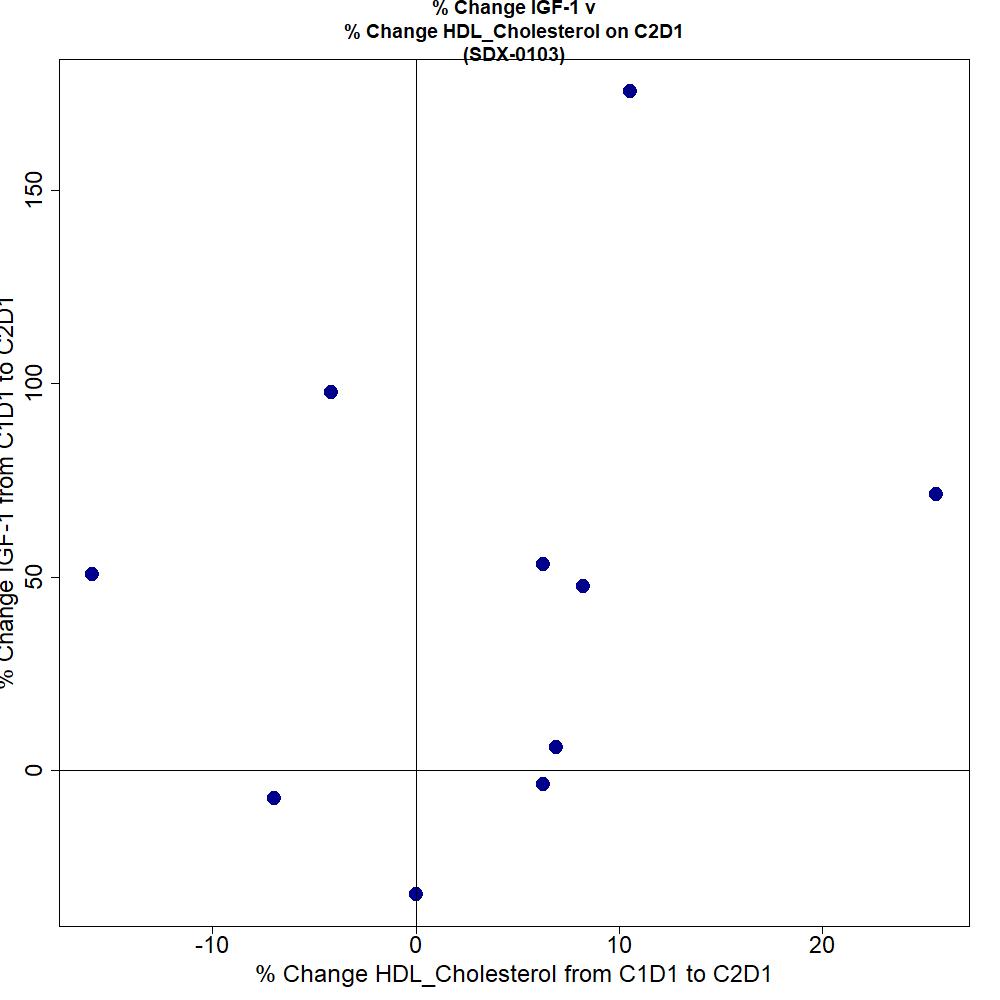 % Change IGF-1 v
% Change HDL_Cholesterol on C2D1
(SDX-0103)
% Change IGF-1 from C1D1 to C2D1
150
100
50
0
-10
0
10
20
% Change HDL_Cholesterol from C1D1 to C2D1